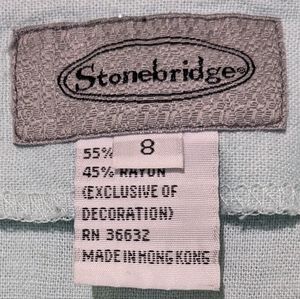 Stonebridge
8
55%
45% RAYON
(EXCLUSIVE OF
DECORATION)
RN 36632
MADE IN HONG KONG